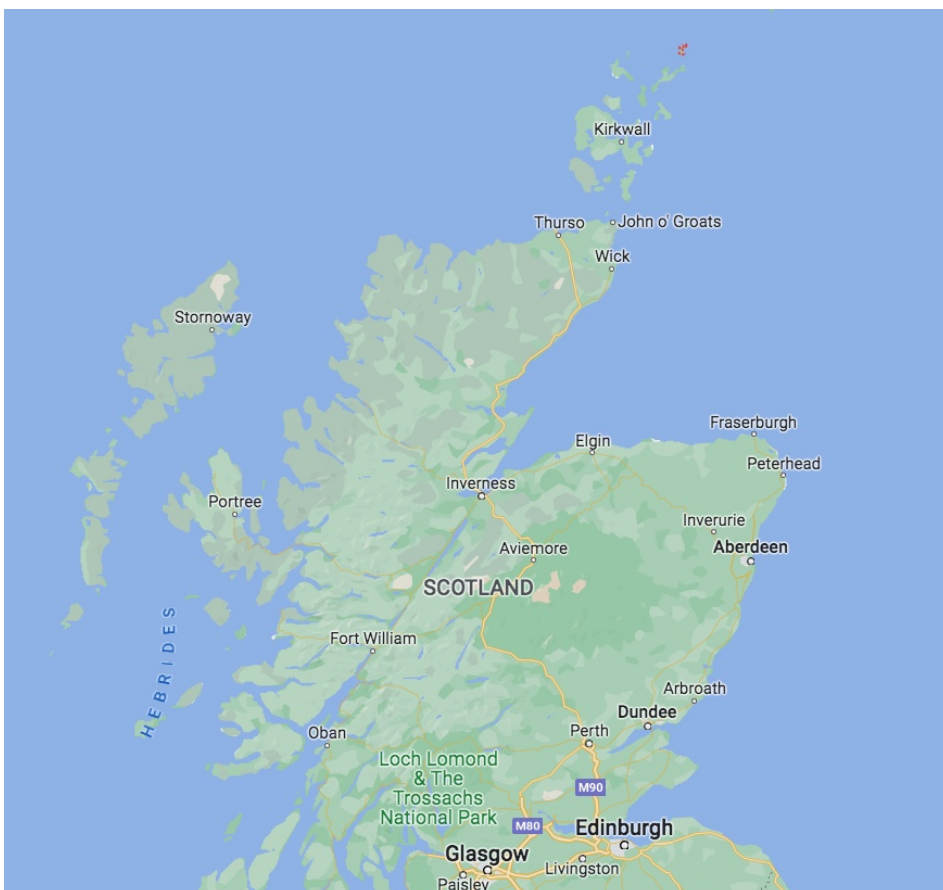 Kirkwall
Thurso
John o' Groats
Wick
Stornoway
Fraserburgh
Elgin
Peterhead
Inverness
Portree
Inverurie
Aviemore
Aberdeen
SCOTLAND
HEBRIDES
Fort William
Arbroath
Dundee
Oban
Perth
Loch Lomond
& The
Trossachs
National Park
M90
M80
Edinburgh
Glasgow
Livingston
Paisley